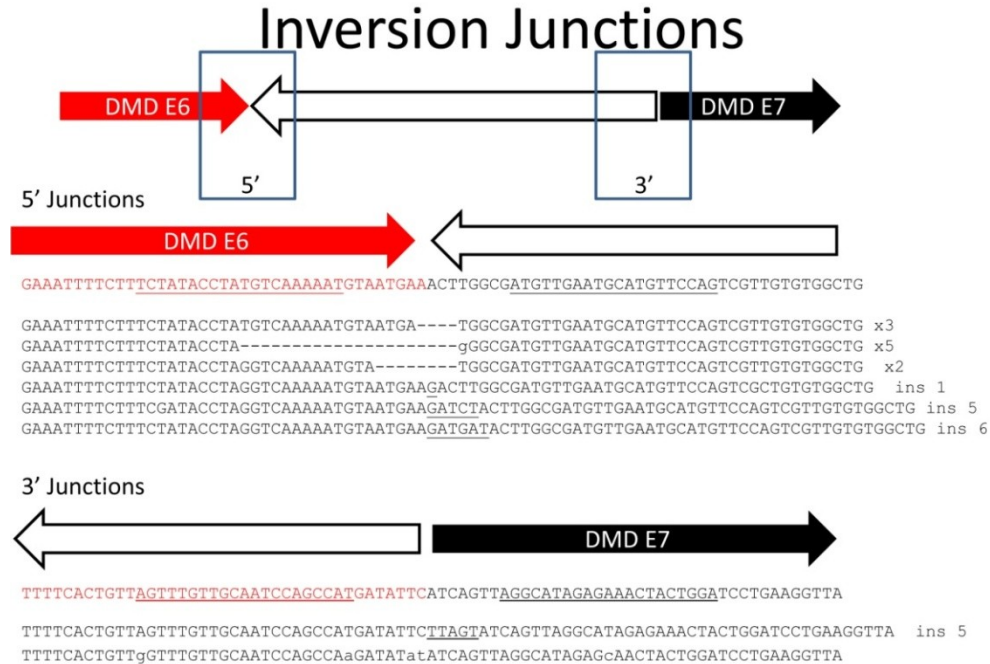 Inversion Junctions
DMD E6
DMD E7
5’
3’
5’ Junctions
DMD E6
GAAATTTTCTTTCTATACCTATGTCAAAAATGTAATGAAACTTGGCGATGTTGAATGCATGTTCCAGTCGTTGTGTGGCTG
GAAATTTTCTTTCTATACCTATGTCAAAAATGTAATGA----TGGCGATGTTGAATGCATGTTCCAGTCGTTGTGTGGCTG x3
GAAATTTTCTTTCTATACCTA---------------------gGGCGATGTTGAATGCATGTTCCAGTCGTTGTGTGGCTG x5
GAAATTTTCTTTCTATACCTAGGTCAAAAATGTA--------TGGCGATGTTGAATGCATGTTCCAGTCGTTGTGTGGCTG x2
GAAATTTTCTTTCTATACCTAGGTCAAAAATGTAATGAAGACTTGGCGATGTTGAATGCATGTTCCAGTCGCTGTGTGGCTG ins 1
GAAATTTTCTTTCGATACCTAGGTCAAAAATGTAATGAAGATCTACTTGGCGATGTTGAATGCATGTTCCAGTCGTTGTGTGGCTG ins 5
GAAATTTTCTTTCTATACCTAGGTCAAAAATGTAATGAAGATGATACTTGGCGATGTTGAATGCATGTTCCAGTCGTTGTGTGGCTG ins 6
3’ Junctions
DMD E7
TTTTCACTGTTAGTTTGTTGCAATCCAGCCATGATATTCATCAGTTAGGCATAGAGAAACTACTGGATCCTGAAGGTTA
TTTTCACTGTTAGTTTGTTGCAATCCAGCCATGATATTCTTAGTATCAGTTAGGCATAGAGAAACTACTGGATCCTGAAGGTTA ins 5
TTTTCACTGTTgGTTTGTTGCAATCCAGCCAaGATATatATCAGTTAGGCATAGAGcAACTACTGGATCCTGAAGGTTA